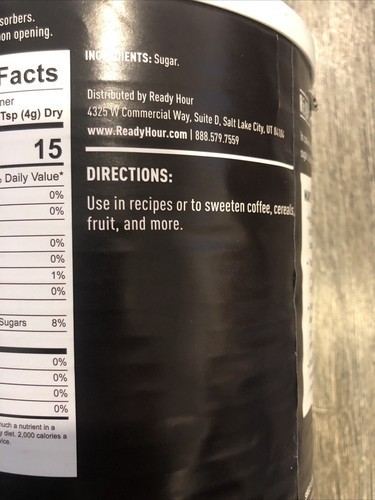 sorbers.
on opening.
Facts
Tsp (4g) Dry
15
Daily Value*
0%
0%
0%
0%
1%
0%
Sugars 8%
0%
0%
0%
0%
much a nutrient in a
diet. 2,000 calories a
INGREDIENTS: Sugar.
Distributed by Ready Hour
4325 W Commercial Way, Suite D, Salt Lake City, UT
www.ReadyHour.com | 888.579.7559
DIRECTIONS:
Use in recipes or to sweeten coffee, cereals,
fruit, and more.